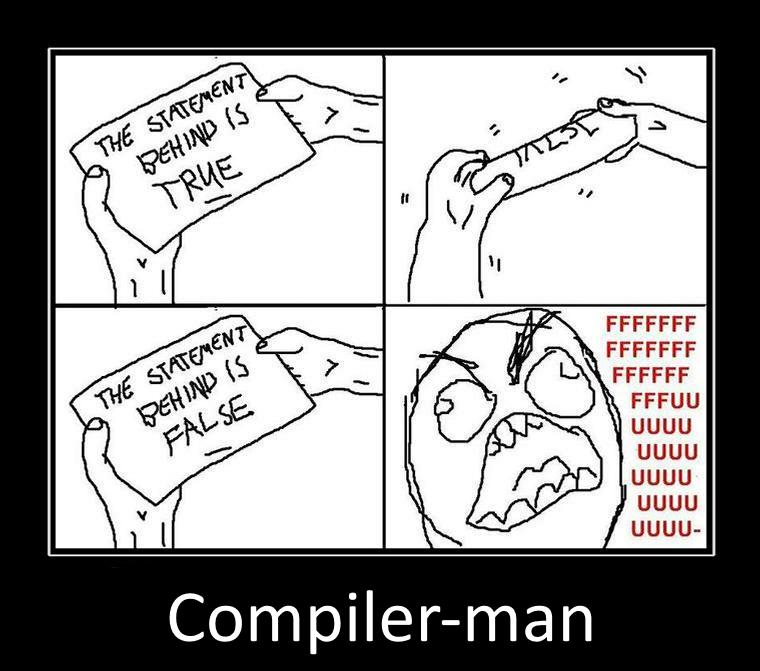 THE STATEMENT
BEHIND IS
TRUE
THE STATEMENT
BEHIND IS
FALSE
FFFFFFF
FFFFFFF
FFFFFF
FFFUU
UUUU
UUUU
UUUU
UUUU
UUUU-
Compiler-man